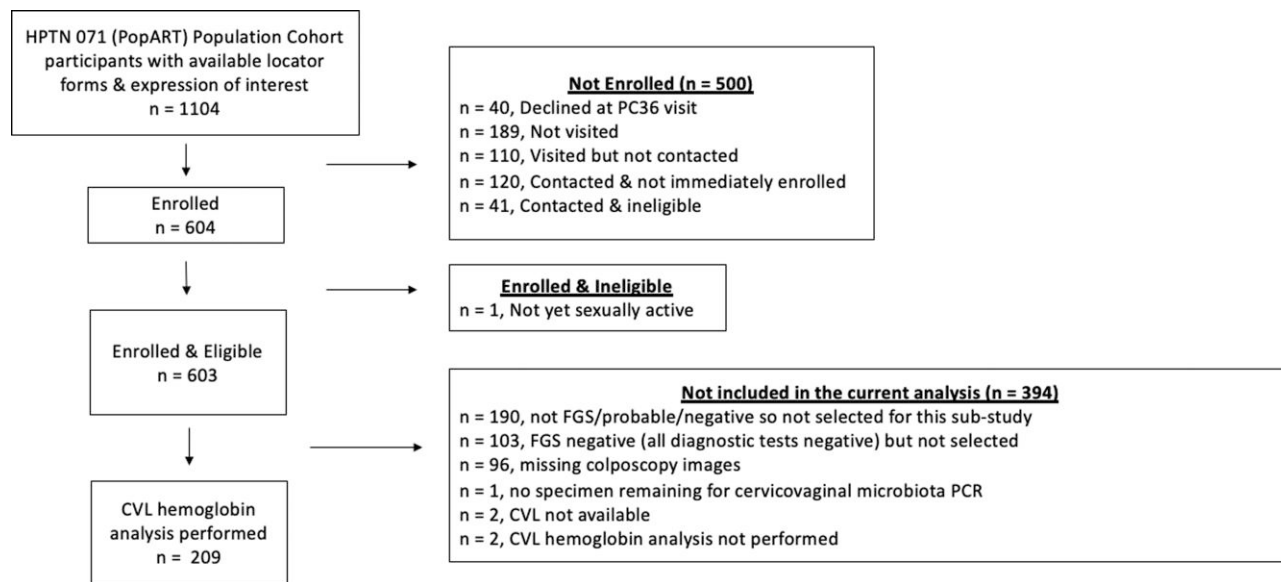 HPTN 071 (PopART) Population Cohort
participants with available locator
forms & expression of interest
n = 1104
Not Enrolled (n = 500)
n = 40, Declined at PC36 visit
n = 189, Not visited
n = 110, Visited but not contacted
n = 120, Contacted & not immediately enrolled
n = 41, Contacted & ineligible
Enrolled
n = 604
Enrolled & Ineligible
n = 1, Not yet sexually active
Enrolled & Eligible
n = 603
Not included in the current analysis (n = 394)
n = 190, not FGS/probable/negative so not selected for this sub-study
n = 103, FGS negative (all diagnostic tests negative) but not selected
n = 96, missing colposcopy images
n = 1, no specimen remaining for cervicovaginal microbiota PCR
n = 2, CVL not available
n = 2, CVL hemoglobin analysis not performed
CVL hemoglobin
analysis performed
n = 209